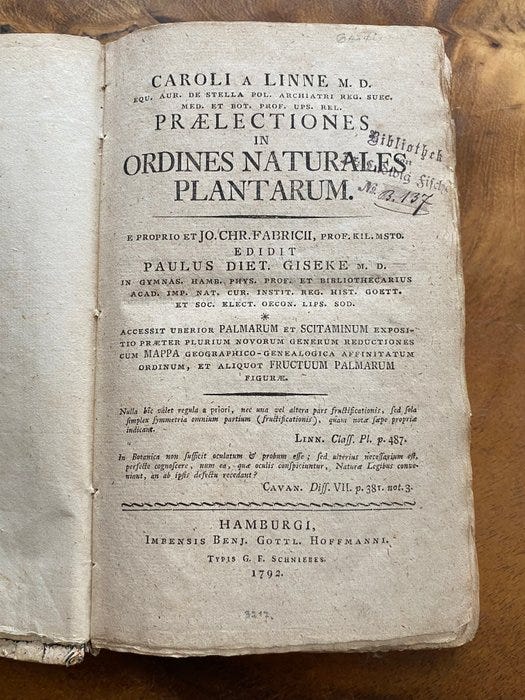 CAROLI A LINNE M. D.
EQU. AUR. DE STELLA POL. ARCHIATRI REG. SUEC.
MED. ET BOT. PROF. UPS. REL.
PRÆLECTIONES
IN
ORDINES NATURALES
PLANTARUM.
Bibliothek
Ludwig Fisch
No B. 137
E PROPRIO ET JO. CHR. FABRICII, PROF. KIL. MSTO.
EDIDIT
PAULUS DIET. GISEKE M. D.
IN GYMNAS. HAMB. PHYS. PROF. ET BIBLIOTHECARIUS
ACAD. IMP. NAT. CUR. INSTIT. REG. HIST. GOETT.
ET SOC. ELECT. OECON. LIPS. SOD.
*
ACCESSIT UBERIOR PALMARUM ET SCITAMINUM EXPOSI-
TIO PRÆTER PLURIUM NOVORUM GENERUM REDUCTIONES
CUM MAPPA GEOGRAPHICO-GENEALOGICA AFFINITATUM
ORDINUM, ET ALIQUOT FRUCTUUM PALMARUM
FIGURÆ.
Nulla hîc valet regula a priori, nec una vel altera pars fructificationis, sed ſola
ſimplex ſymmetria omnium partium (fructificationis), quam notæ ſæpe propriæ
indicant.
LINN. Claſſ. Pl. p. 487.
In Botanica non ſufficit oculatum & probum eſſe; ſed ulterius neceſſarium eſt,
perfecte cognoſcere, num ea, quæ oculis conſpiciuntur, Naturæ Legibus conve-
niant, an ab ipſis defectu recedant?
CAVAN. Diſſ. VII. p. 381. not. 3.
HAMBURGI,
IMPENSIS BENJ. GOTTL. HOFFMANNI.
TYPIS G. F. SCHNIEBES.
1792.
3217.